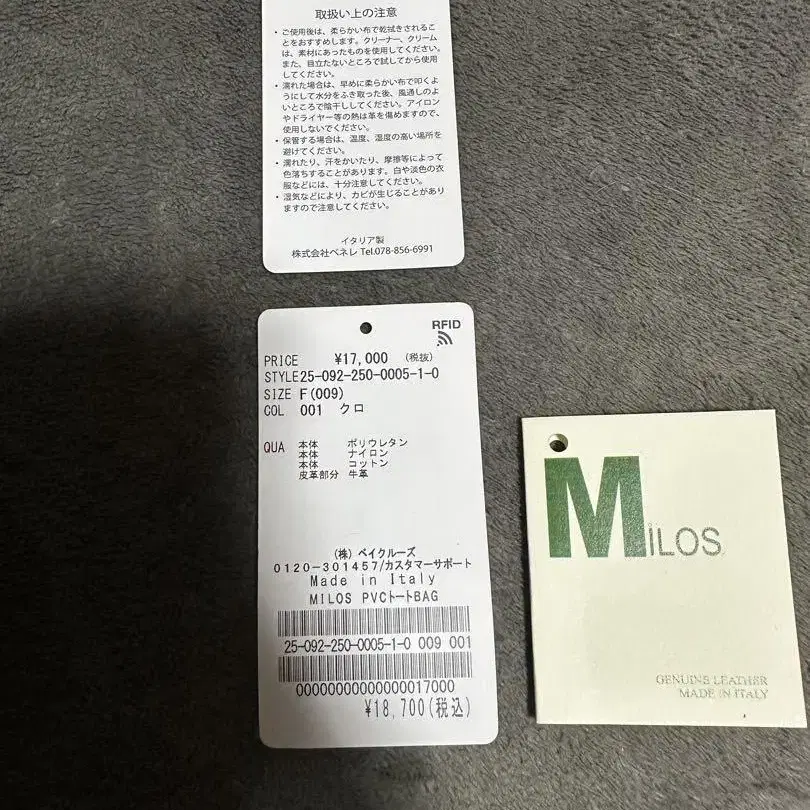 取扱い上の注意
・ご使用後は、柔らかい布で乾拭きされるこ
とをおすすめします。クリーナー、クリーム
は、素材にあったものを使用してください。
また、目立たないところで試してから使用
してください。
・濡れた場合は、早めに柔らかい布で叩くよ
うにして水分をふき取った後、風通しのよ
いところで陰干ししてください。アイロン
やドライヤー等の熱は革を傷めますので、
使用しないでください。
・保管する場合は、温度、湿度の高い場所を
避けてください。
・濡れたり、汗をかいたり、摩擦等によって
色落ちすることがあります。白や淡色の衣
服などには、十分注意してください。
・湿気などにより、カビが生じることがあり
ますので注意してください。
イタリア製
株式会社ベネレ Tel.078-856-6991
RFID
PRICE ¥17,000 (税抜)
STYLE25-092-250-0005-1-0
SIZE F(009)
COL 001 クロ
QUA 本体 ポリウレタン
本体 ナイロン
本体 コットン
皮革部分 牛革
(株) ベイクルーズ
0120-301457/カスタマーサポート
Made in Italy
MILOS PVCトートBAG
25-092-250-0005-1-0 009 001
00000000000000017000
¥18,700(税込)
MiLOS
GENUINE LEATHER
MADE IN ITALY